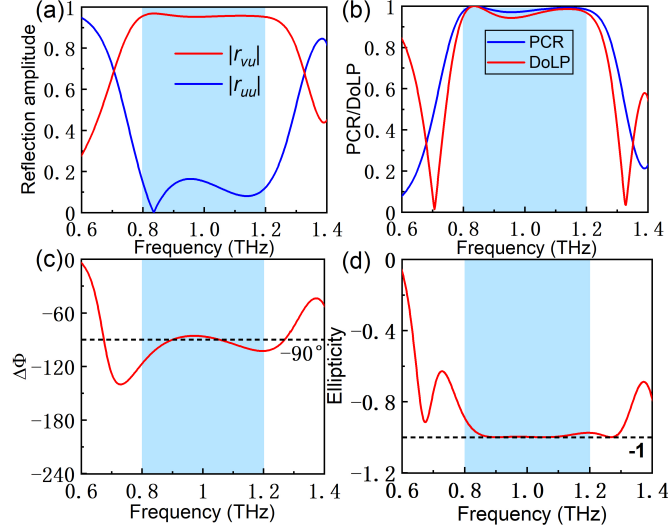 (a)
Reflection amplitude
1
0.8
0.6
0.4
0.2
0
|r_vu|
|r_uu|
0.6 0.8 1.0 1.2 1.4
Frequency (THz)
(b)
PCR/DoLP
1
0.8
0.6
0.4
0.2
0
PCR
DoLP
0.6 0.8 1.0 1.2 1.4
Frequency (THz)
(c)
ΔΦ
0
-60
-120
-180
-240
-90°
0.6 0.8 1 1.2 1.4
Frequency (THz)
(d)
Ellipticity
0
-0.4
-0.8
-1.2
-1
0.6 0.8 1.0 1.2 1.4
Frequency (THz)